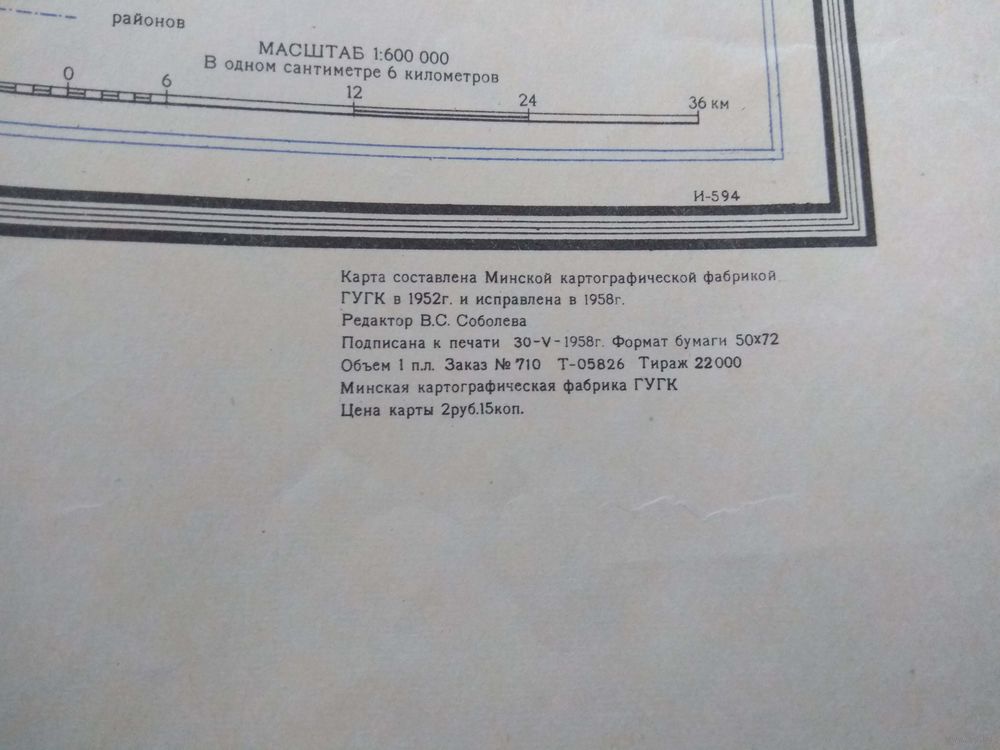 районов
МАСШТАБ 1:600 000
В одном сантиметре 6 километров
0 6 12 24 36 км
И-594
Карта составлена Минской картографической фабрикой
ГУГК в 1952г. и исправлена в 1958г.
Редактор В.С. Соболева
Подписана к печати 30-V-1958г. Формат бумаги 50х72
Объем 1 п.л. Заказ №710 Т-05826 Тираж 22000
Минская картографическая фабрика ГУГК
Цена карты 2руб.15коп.